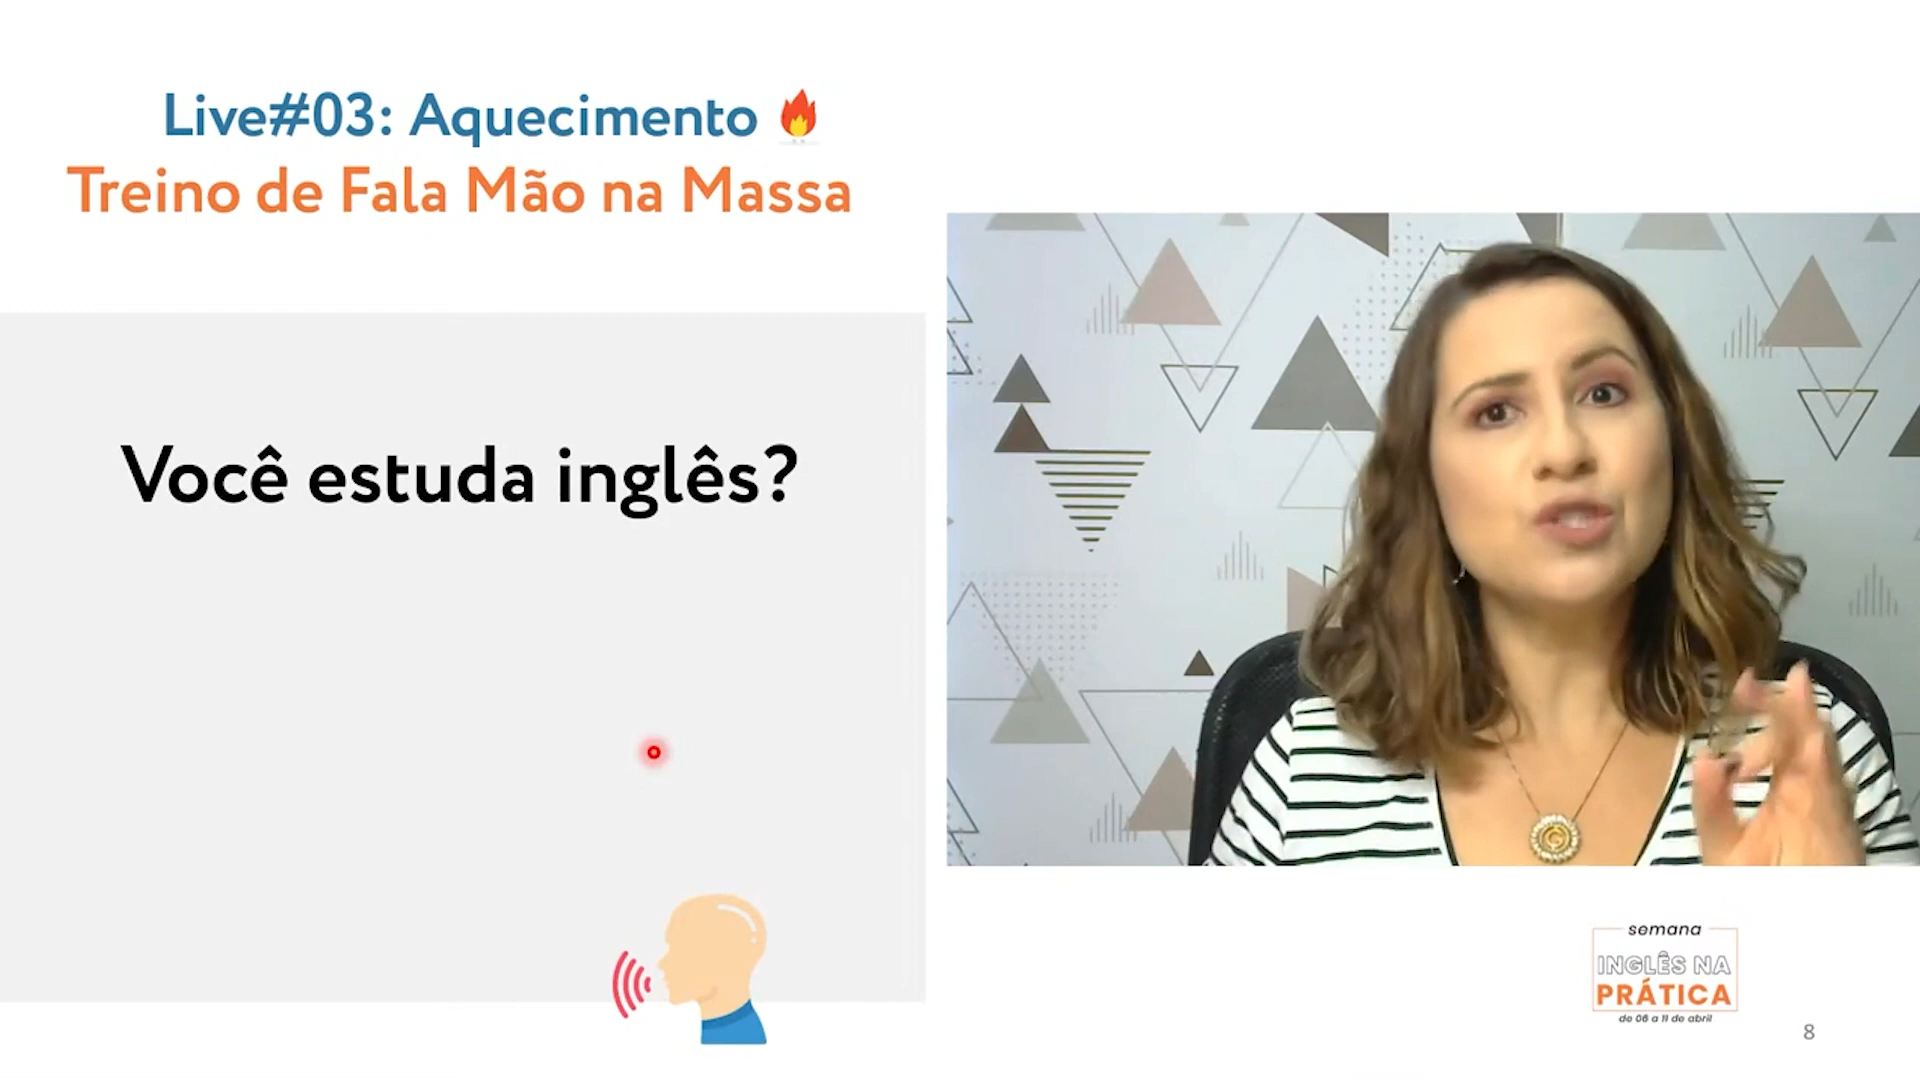 Live#03: Aquecimento 🔥
Treino de Fala Mão na Massa
Você estuda inglês?
semana
INGLÊS NA
PRÁTICA
de 06 a 11 de abril
8